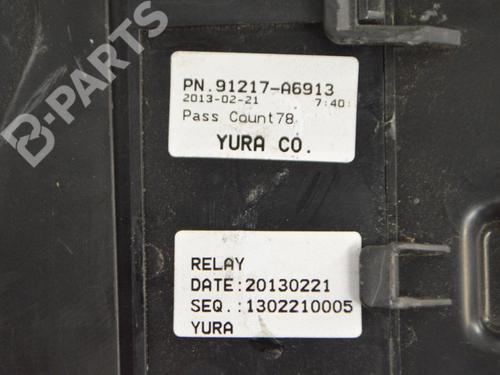 B-PARTS
PN.91217-A6913
2013-02-21 7:40:
Pass Count78
YURA CO.
RELAY
DATE:20130221
SEQ.:1302210005
YURA